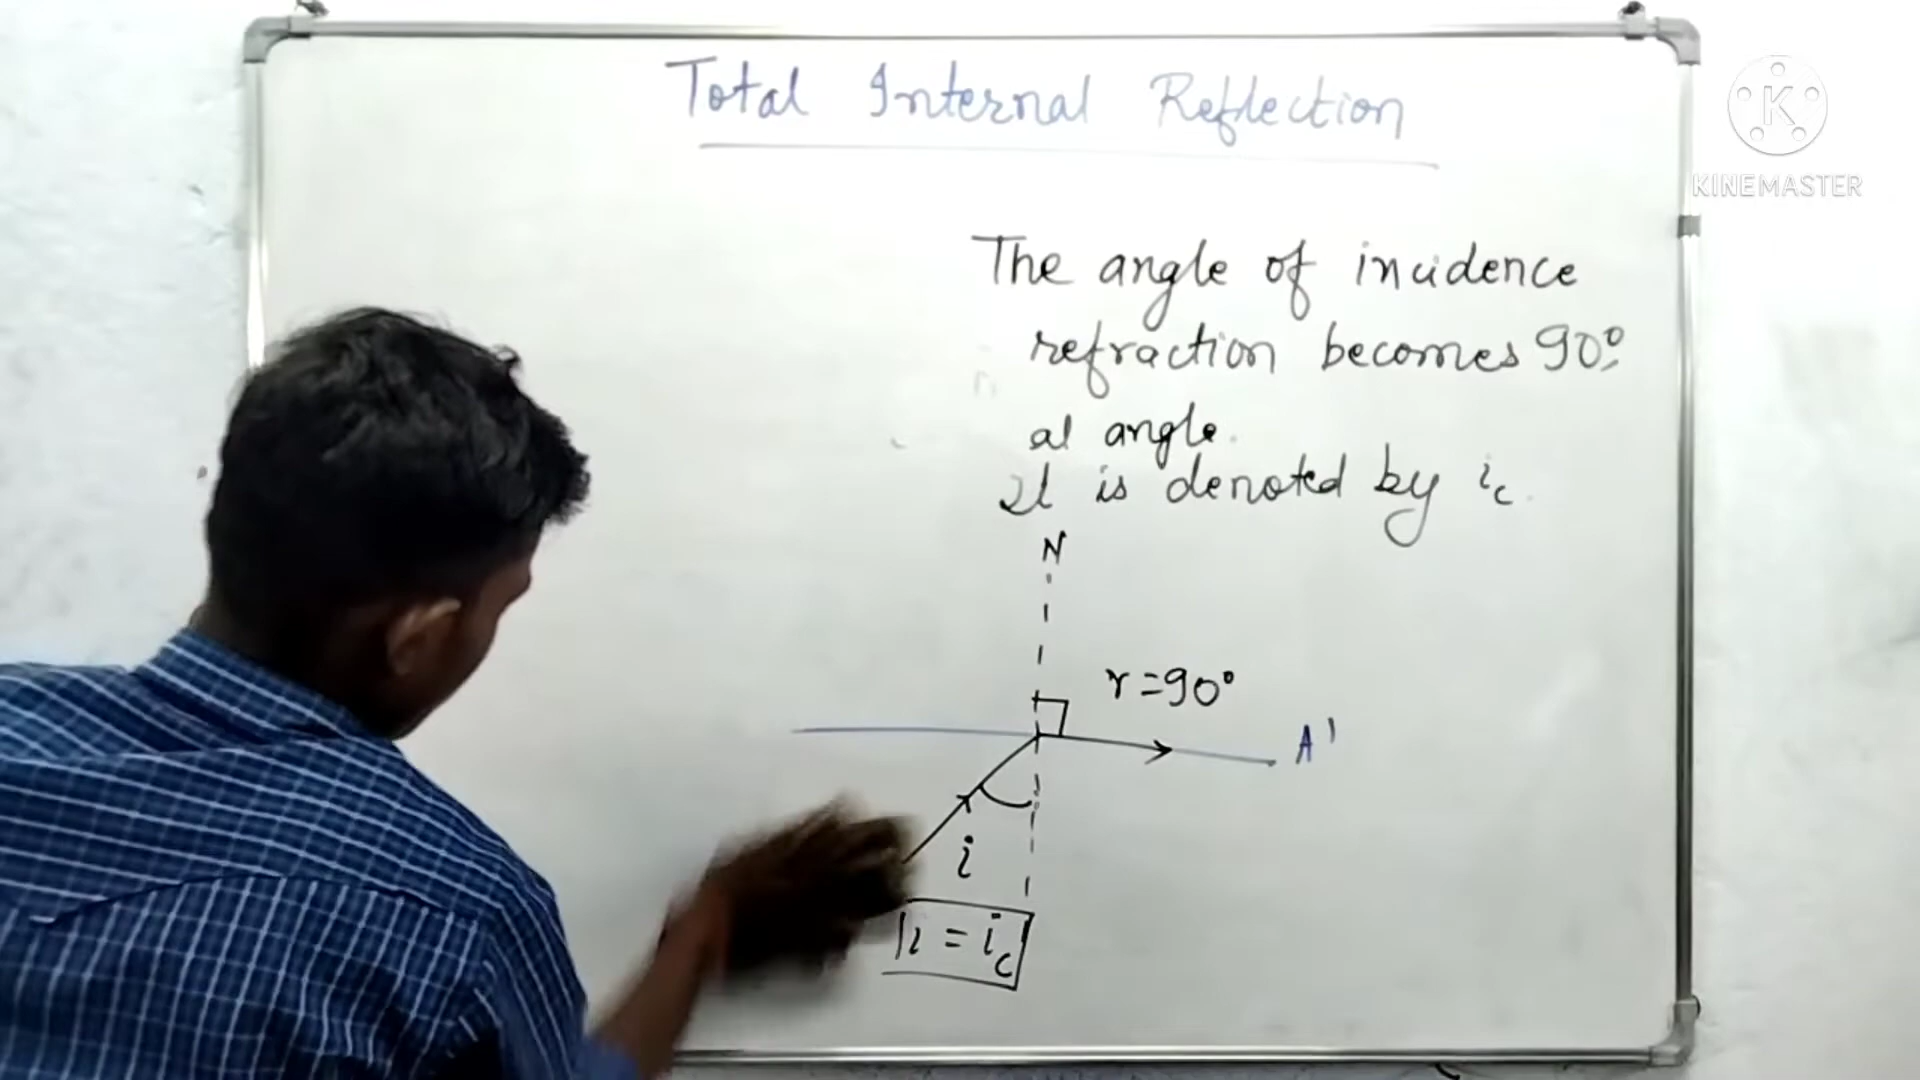 Total Internal Reflection
K
KINEMASTER
The angle of incidence
refraction becomes 90°.
al angle.
It is denoted by ic.
N
r=90°
A'
i
i = ic